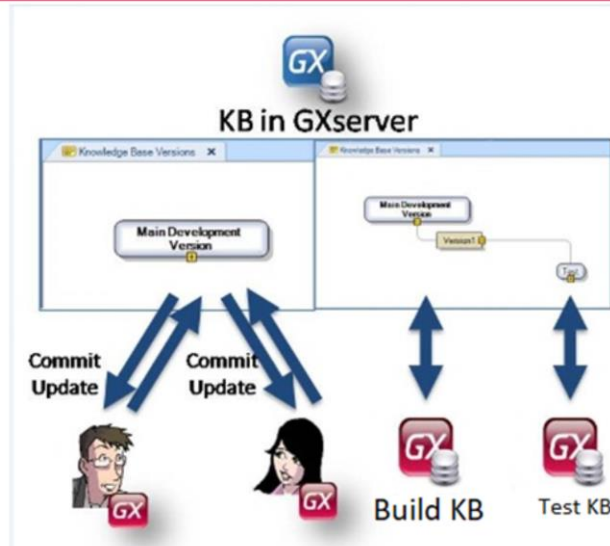 GX
KB in GXserver
Knowledge Base Versions
Knowledge Base Versions
Main Development
Version
Main Development
Version
Version1
Test
Commit
Update
Commit
Update
GX
GX
GX
GX
Build KB
Test KB